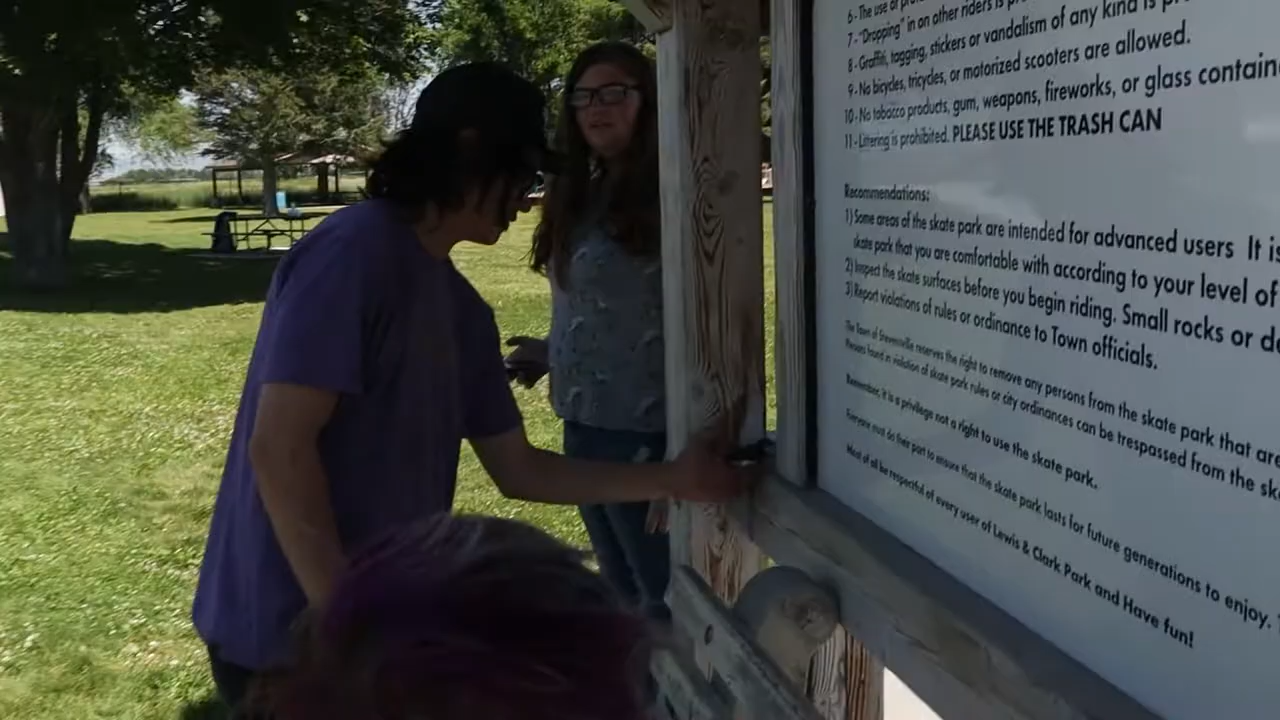 6 - The use of
7 - "Dropping" in on other riders is
8 - Graffiti, tagging, stickers or vandalism of any kind is
9 - No bicycles, tricycles, or motorized scooters are allowed.
10 - No tobacco products, gum, weapons, fireworks, or glass
11 - Littering is prohibited. PLEASE USE THE TRASH CAN
Recommendations:
1) Some areas of the skate park are intended for advanced users It is
skate park that you are comfortable with according to your level of
2) Inspect the skate surfaces before you begin riding. Small rocks or
3) Report violations of rules or ordinance to Town officials.
The Town of Stevensville reserves the right to remove any persons from the skate park that are
Persons found in violation of skate park rules or city ordinances can be trespassed from the
Remember, it is a privilege not a right to use the skate park.
Everyone must do their part to ensure that the skate park lasts for future generations to enjoy.
Most of all be respectful of every user of Lewis & Clark Park and Have fun!